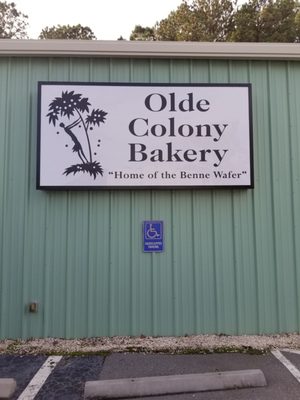 Olde
Colony
Bakery
"Home of the Benne Wafer"